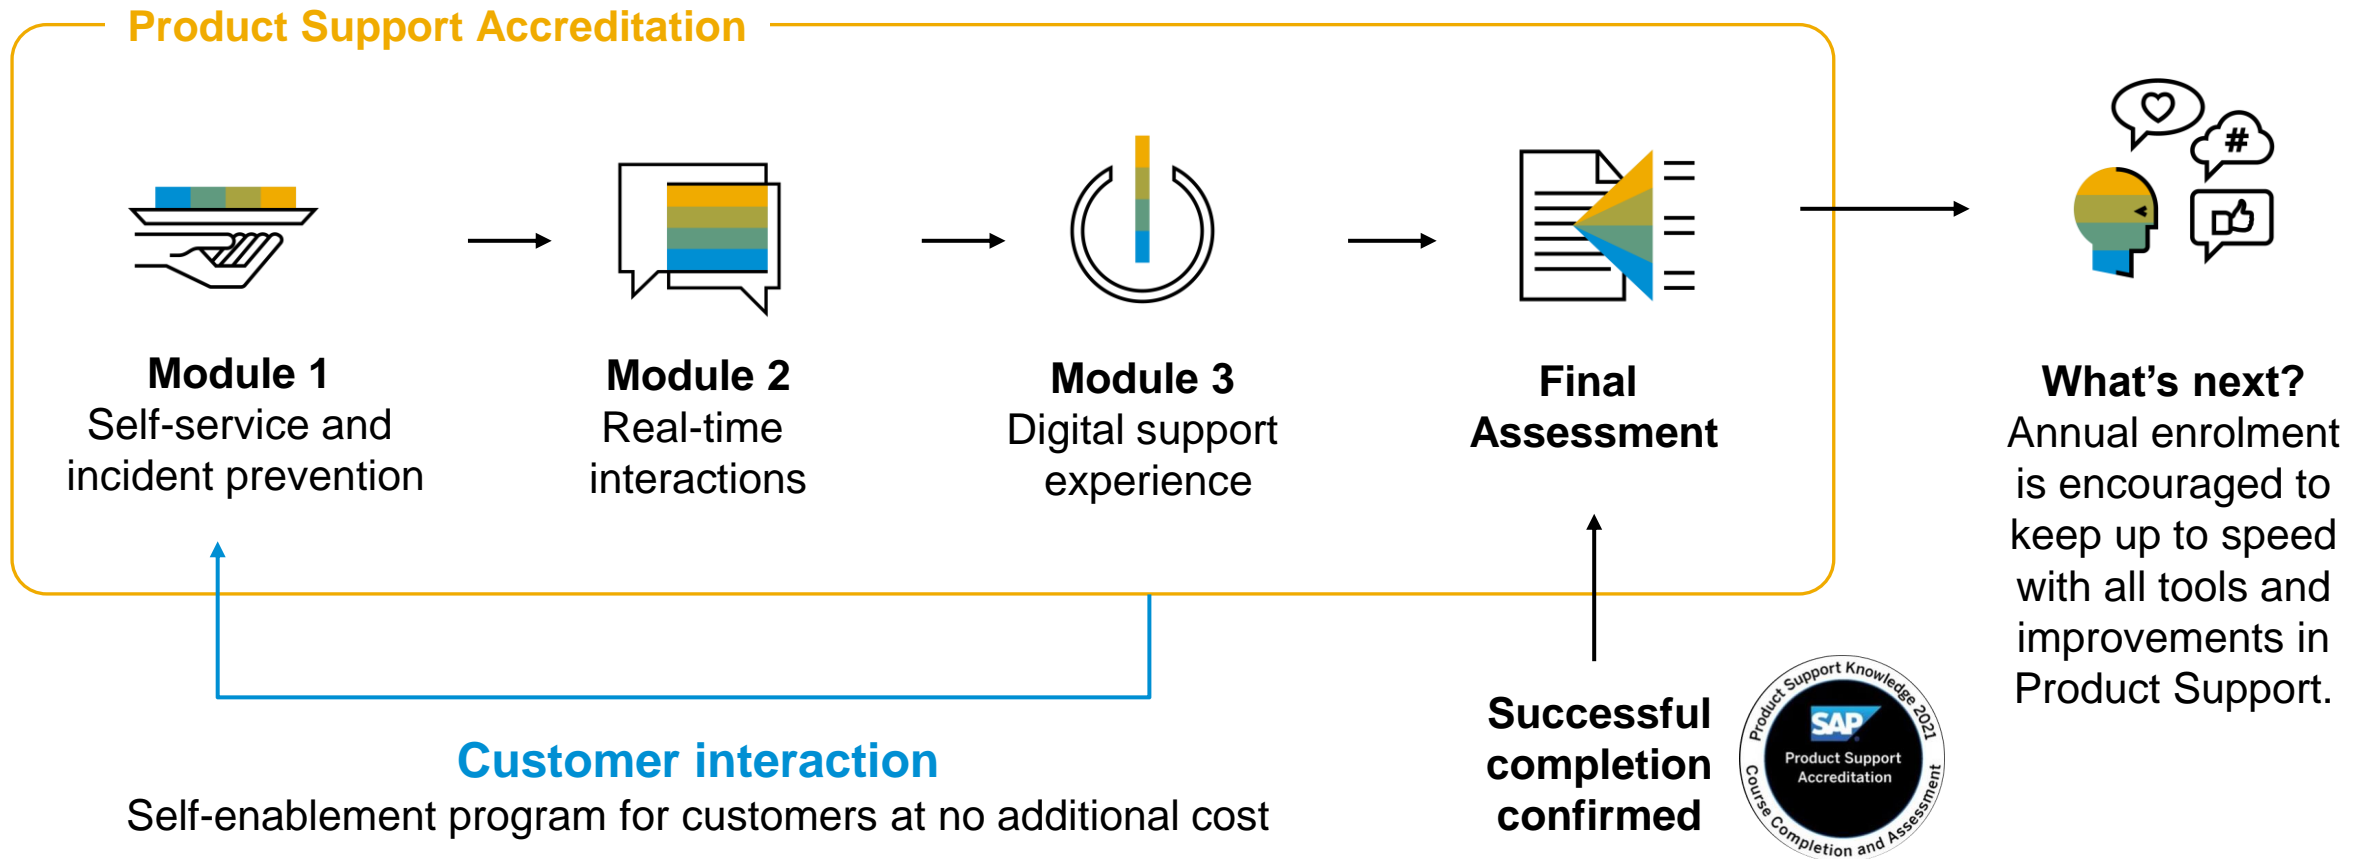 Product Support Accreditation
#
Module 1
Self-service and
incident prevention
Module 2
Real-time
interactions
Module 3
Digital support
experience
Final
Assessment
What's next?
Annual enrolment
is encouraged to
keep up to speed
with all tools and
improvements in
Product Support.
Customer interaction
Self-enablement program for customers at no additional cost
Successful
completion
confirmed
Product Support Knowledge 2021
SAP
Product Support
Accreditation
Course Completion and Assessment